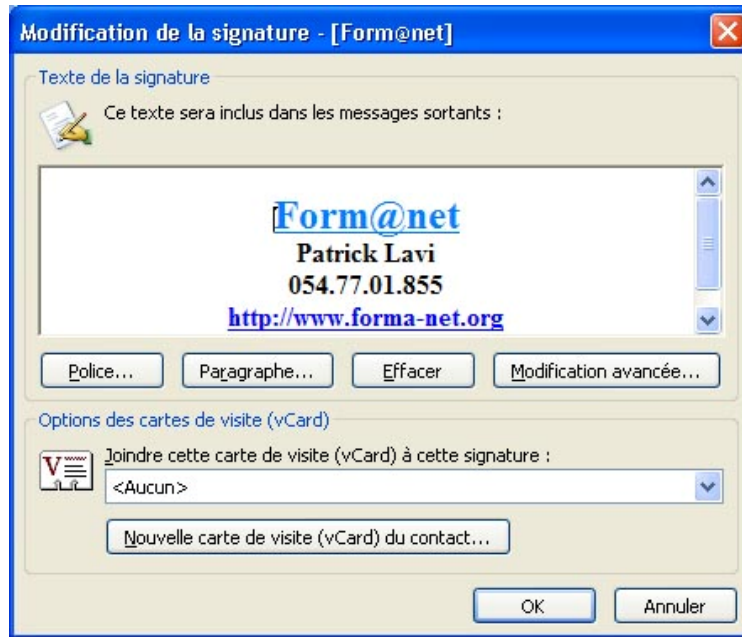 Modification de la signature - [Form@net]
Texte de la signature
Ce texte sera inclus dans les messages sortants :
Form@net
Patrick Lavi
054.77.01.855
http://www.forma-net.org
Police... Paragraphe... Effacer Modification avancée...
Options des cartes de visite (vCard)
Joindre cette carte de visite (vCard) à cette signature :
<Aucun>
Nouvelle carte de visite (vCard) du contact...
OK Annuler